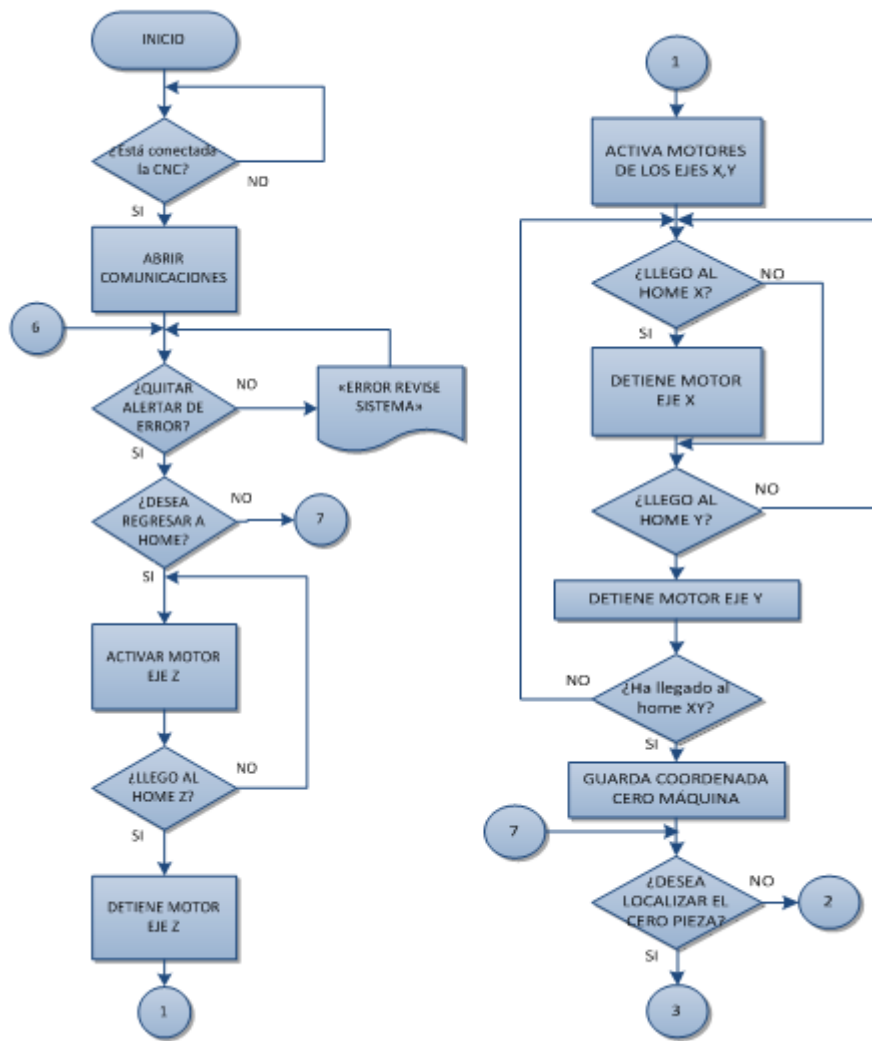 INICIO
¿Está conectada
la CNC?
NO
SI
ABRIR
COMUNICACIONES
6
¿QUITAR
ALERTAR DE
ERROR?
NO
«ERROR REVISE
SISTEMA»
SI
¿DESEA
REGRESAR A
HOME?
NO
7
SI
ACTIVAR MOTOR
EJE Z
¿LLEGO AL
HOME Z?
NO
SI
DETIENE MOTOR
EJE Z
1
1
ACTIVA MOTORES
DE LOS EJES X,Y
¿LLEGO AL
HOME X?
NO
SI
DETIENE MOTOR
EJE X
¿LLEGO AL
HOME Y?
NO
DETIENE MOTOR EJE Y
NO
¿Ha llegado al
home XY?
SI
GUARDA COORDENADA
CERO MÁQUINA
7
¿DESEA
LOCALIZAR EL
CERO PIEZA?
NO
2
SI
3